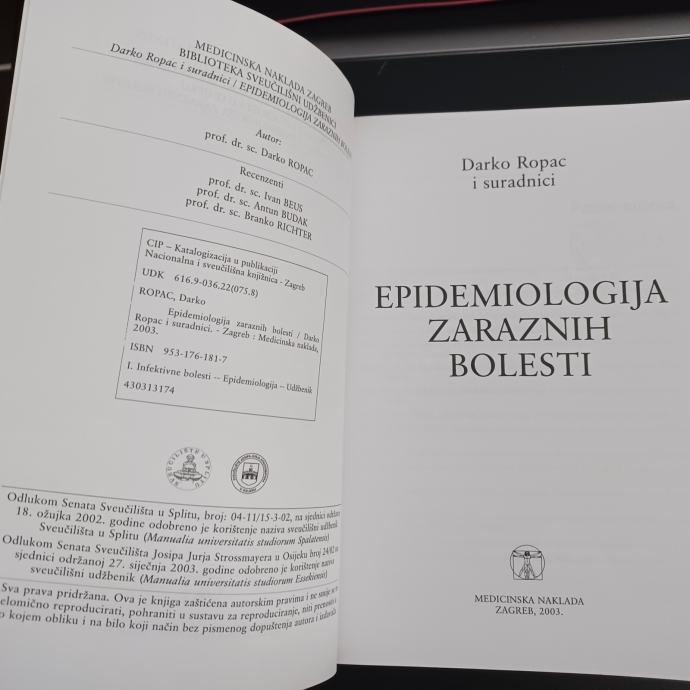 MEDICINSKA NAKLADA ZAGREB
BIBLIOTEKA SVEUČILIŠNI UDŽBENICI
Darko Ropac i suradnici / EPIDEMIOLOGIJA ZARAZNIH
Autor:
prof. dr. sc. Darko ROPAC
Recenzenti
prof. dr. sc. Ivan BEUS
prof. dr. sc. Antun BUDAK
prof. dr. sc. Branko RICHTER
CIP – Katalogizacija u publikaciji
Nacionalna i sveučilišna knjižnica - Zagreb
UDK 616.9-036.22(075.8)
ROPAC, Darko
Epidemiologija zaraznih bolesti / Darko
Ropac i suradnici. - Zagreb : Medicinska naklada,
2003.
ISBN 953-176-181-7
I. Infektivne bolesti -- Epidemiologija – Udžbenik
430313174
Odlukom Senata Sveučilišta u Splitu, broj: 04-11/15-3-02, na sjednici
18. ožujka 2002. godine odobreno je korištenje naziva sveučilišni udžbenik
Sveučilišta u Splitu (Manualia universitatis studiorum Spalatensis)
Odlukom Senata Sveučilišta Josipa Jurja Strossmayera u Osijeku broj 24/02
sjednici održanoj 27. siječnja 2003. godine odobreno je korištenje naziva
sveučilišni udžbenik (Manualia universitatis studiorum Essekiensis)
Sva prava pridržana. Ova je knjiga zaštićena autorskim pravima i ne smije se
elomično reproducirati, pohraniti u sustavu za reproduciranje, niti prenositi
o kojem obliku i na bilo koji način bez pismenog dopuštenja autora i
Darko Ropac
i suradnici
EPIDEMIOLOGIJA
ZARAZNIH
BOLESTI
MEDICINSKA NAKLADA
ZAGREB, 2003.